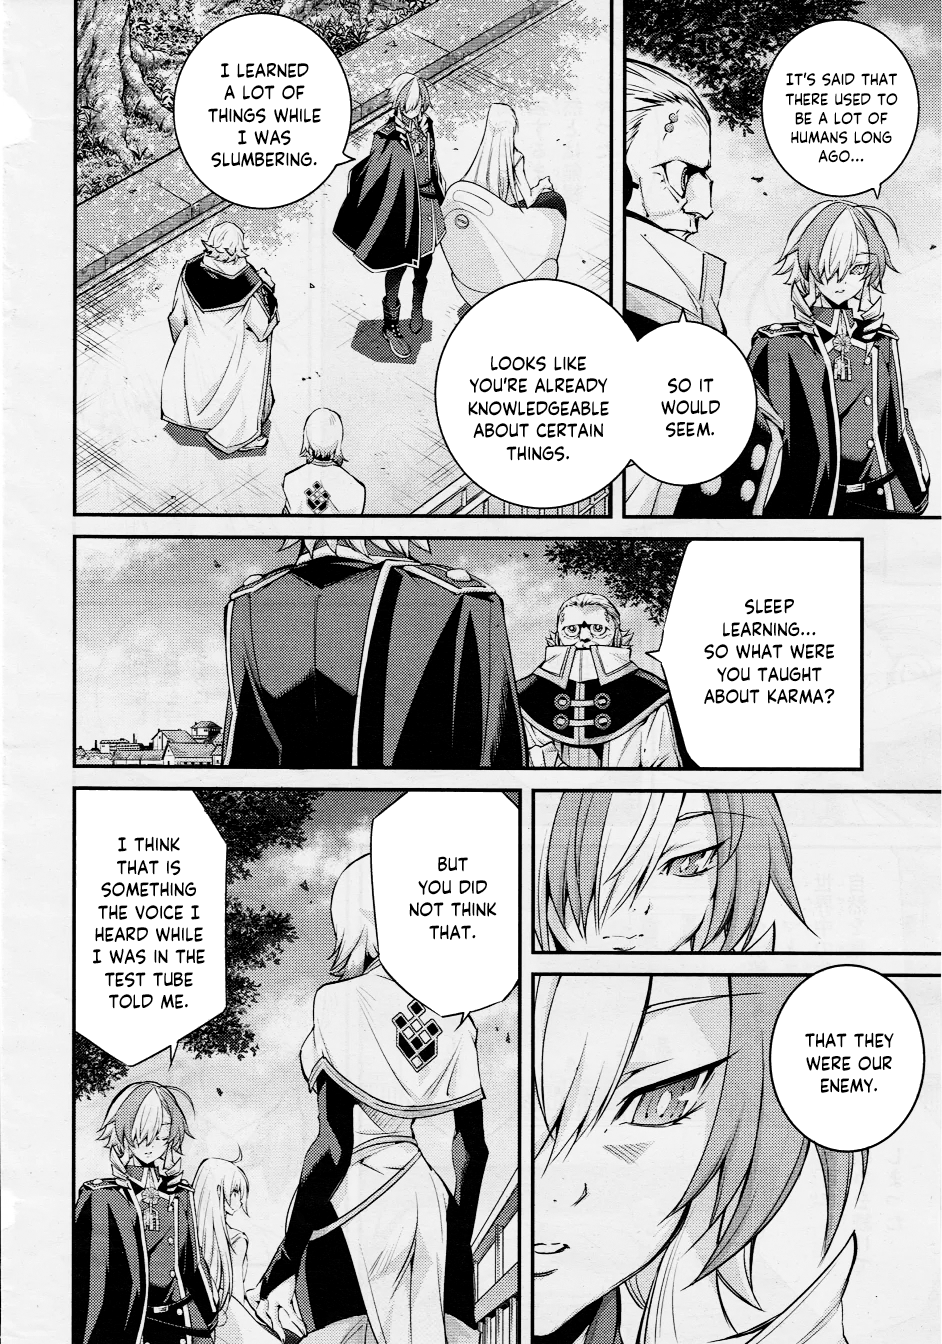 IT'S SAID THAT
THERE USED TO
BE A LOT OF
HUMANS LONG
AGO...
SO IT
WOULD
SEEM.
LOOKS LIKE
YOU'RE ALREADY
KNOWLEDGEABLE
ABOUT CERTAIN
THINGS.
I LEARNED
A LOT OF
THINGS WHILE
I WAS
SLUMBERING.
SLEEP
LEARNING...
SO WHAT WERE
YOU TAUGHT
ABOUT KARMA?
THAT THEY
WERE OUR
ENEMY.
BUT
YOU DID
NOT THINK
THAT.
I THINK
THAT IS
SOMETHING
THE VOICE I
HEARD WHILE
I WAS IN THE
TEST TUBE
TOLD ME.